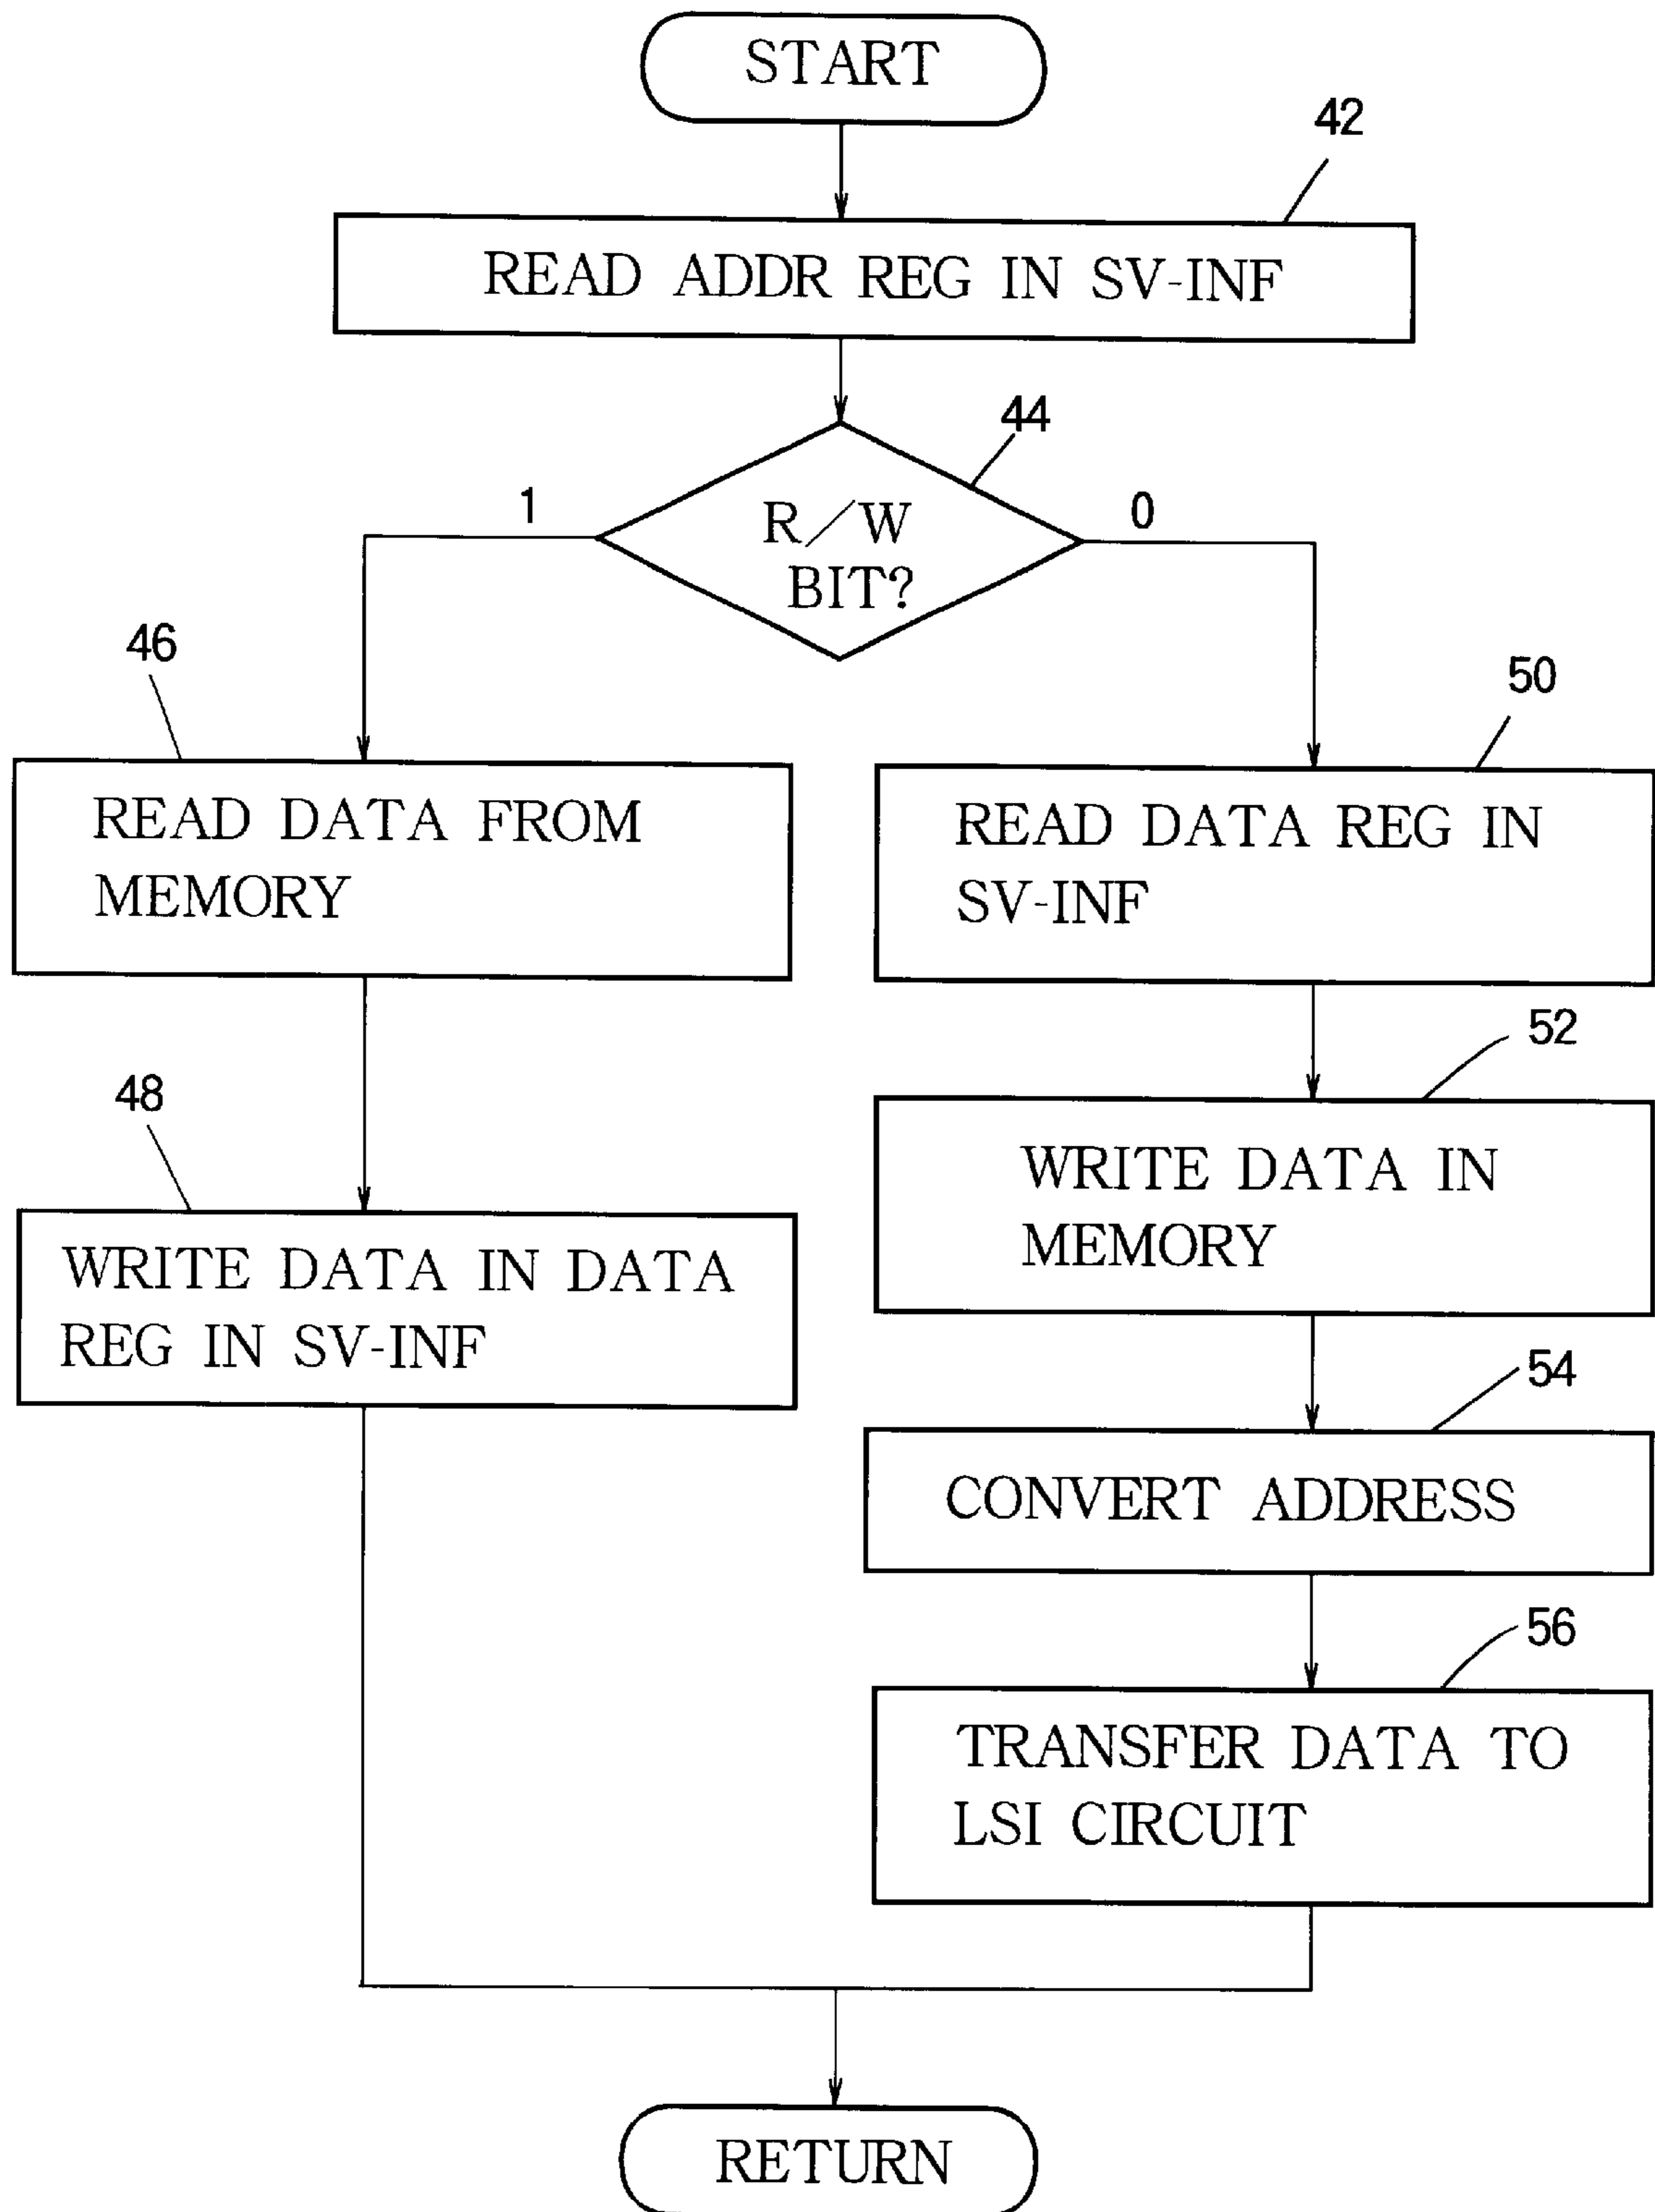 START
42
READ ADDR REG IN SV-INF
44
1
R/W
BIT?
0
46
READ DATA FROM
MEMORY
48
WRITE DATA IN DATA
REG IN SV-INF
50
READ DATA REG IN
SV-INF
52
WRITE DATA IN
MEMORY
54
CONVERT ADDRESS
56
TRANSFER DATA TO
LSI CIRCUIT
RETURN